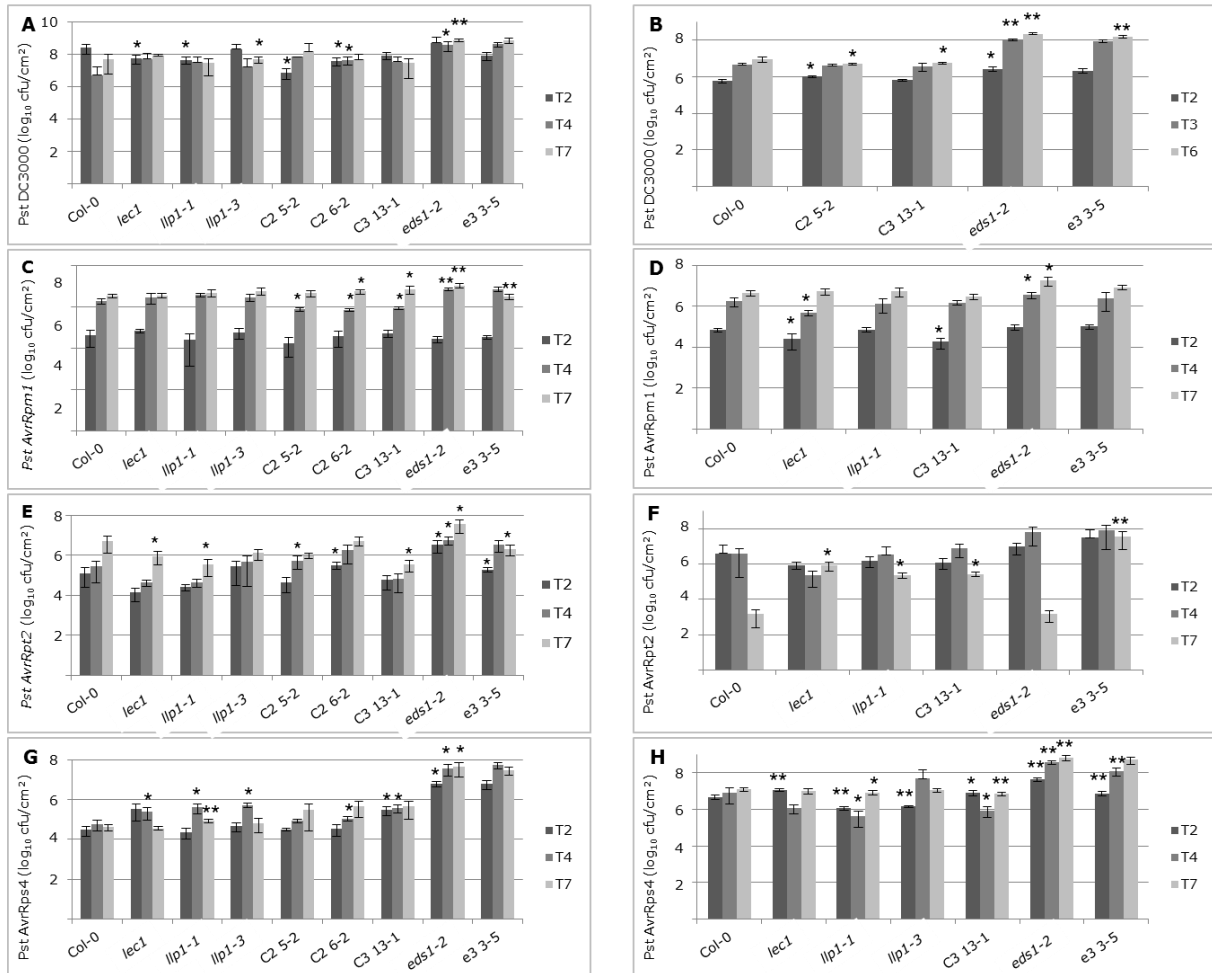 A
Pst DC3000 (log10 cfu/cm²)
10
8
6
4
2
* * * * * * * **
Col-0 lec1 llp1-1 llp1-3 C2 5-2 C2 6-2 C3 13-1 eds1-2 e3 3-5
T2
T4
T7
B
Pst DC3000 (log10 cfu/cm²)
8
6
4
2
* * * * ** ** **
Col-0 C2 5-2 C3 13-1 eds1-2 e3 3-5
T2
T3
T6
C
Pst AvrRpm1 (log10 cfu/cm²)
8
6
4
2
* * * * * ** ** **
Col-0 lec1 llp1-1 llp1-3 C2 5-2 C2 6-2 C3 13-1 eds1-2 e3 3-5
T2
T4
T7
D
Pst AvrRpm1 (log10 cfu/cm²)
8
6
4
2
* * * * *
Col-0 lec1 llp1-1 C3 13-1 eds1-2 e3 3-5
T2
T4
T7
E
Pst AvrRpt2 (log10 cfu/cm²)
8
6
4
2
* * * * * * * * * *
Col-0 lec1 llp1-1 llp1-3 C2 5-2 C2 6-2 C3 13-1 eds1-2 e3 3-5
T2
T4
T7
F
Pst AvrRpt2 (log10 cfu/cm²)
8
6
4
2
* * * **
Col-0 lec1 llp1-1 C3 13-1 eds1-2 e3 3-5
T2
T4
T7
G
Pst AvrRps4 (log10 cfu/cm²)
8
6
4
2
* * ** * * * * * * *
Col-0 lec1 llp1-1 llp1-3 C2 5-2 C2 6-2 C3 13-1 eds1-2 e3 3-5
T2
T4
T7
H
Pst AvrRps4 (log10 cfu/cm²)
8
6
4
2
** ** * * ** * * ** ** ** ** ** **
Col-0 lec1 llp1-1 llp1-3 C3 13-1 eds1-2 e3 3-5
T2
T4
T7